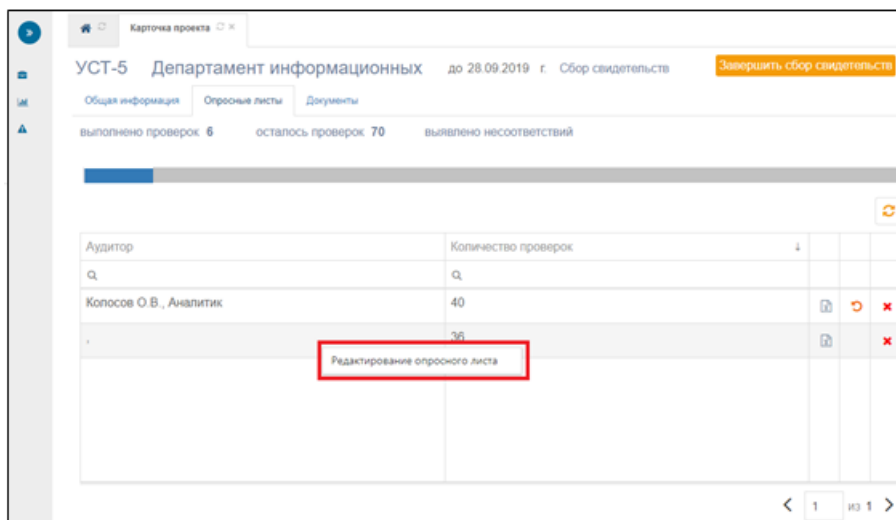 Карточка проекта
УСТ-5 Департамент информационных до 28.09.2019 г. Сбор свидетельств Завершить сбор свидетельств
Общая информация Опросные листы Документы
выполнено проверок 6 осталось проверок 70 выявлено несоответствий
Аудитор Количество проверок
Колосов О.В., Аналитик 40
, 36
Редактирование опросного листа
1 из 1